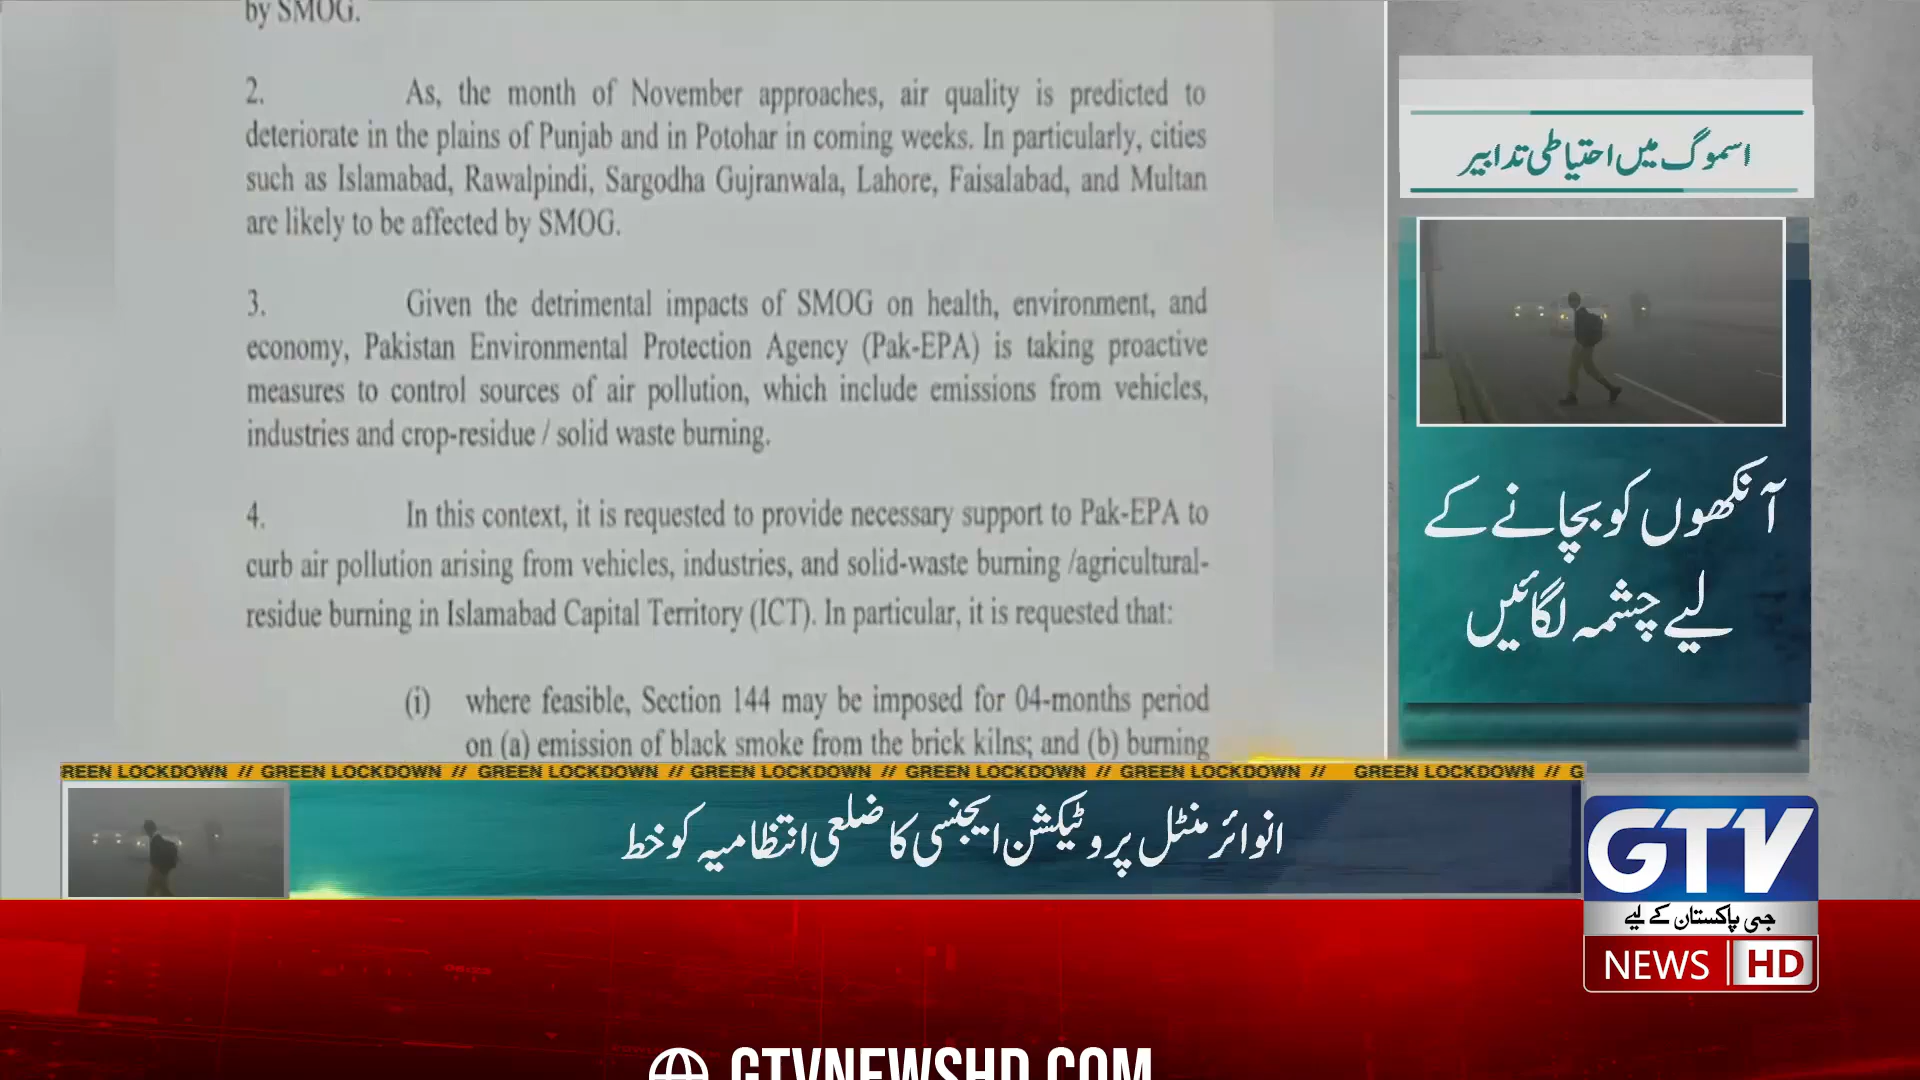 by SMOG.
2. As, the month of November approaches, air quality is predicted to
deteriorate in the plains of Punjab and in Potohar in coming weeks. In particularly, cities
such as Islamabad, Rawalpindi, Sargodha Gujranwala, Lahore, Faisalabad, and Multan
are likely to be affected by SMOG.
3. Given the detrimental impacts of SMOG on health, environment, and
economy, Pakistan Environmental Protection Agency (Pak-EPA) is taking proactive
measures to control sources of air pollution, which include emissions from vehicles,
industries and crop-residue / solid waste burning.
4. In this context, it is requested to provide necessary support to Pak-EPA to
curb air pollution arising from vehicles, industries, and solid-waste burning /agricultural-
residue burning in Islamabad Capital Territory (ICT). In particular, it is requested that:
(i) where feasible, Section 144 may be imposed for 04-months period
on (a) emission of black smoke from the brick kilns; and (b) burning
اسموگ میں احتیاطی تدابیر
آنکھوں کو بچانے کے
لیے چشمہ لگائیں
REEN LOCKDOWN // GREEN LOCKDOWN // GREEN LOCKDOWN // GREEN LOCKDOWN // GREEN LOCKDOWN // GREEN LOCKDOWN // GREEN LOCKDOWN // G
انوائرمنٹل پروٹیکشن ایجنسی کا ضلعی انتظامیہ کو خط
GTV
جی پاکستان کے لیے
NEWS HD
GTVNEWSHD.COM